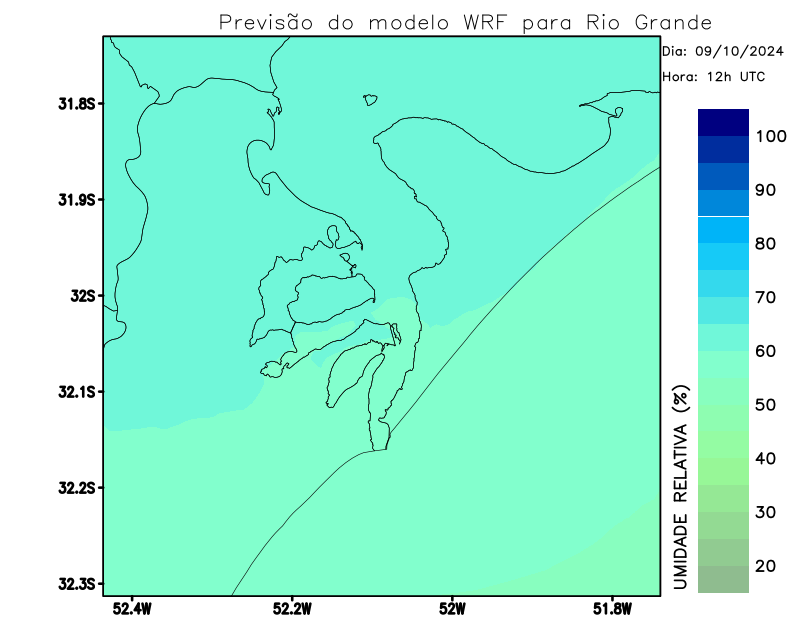 Previsão do modelo WRF para Rio Grande
Dia: 09/10/2024
Hora: 12h UTC
31.8S
31.9S
32S
32.1S
32.2S
32.3S
52.4W
52.2W
52W
51.8W
UMIDADE RELATIVA (%)
100
90
80
70
60
50
40
30
20